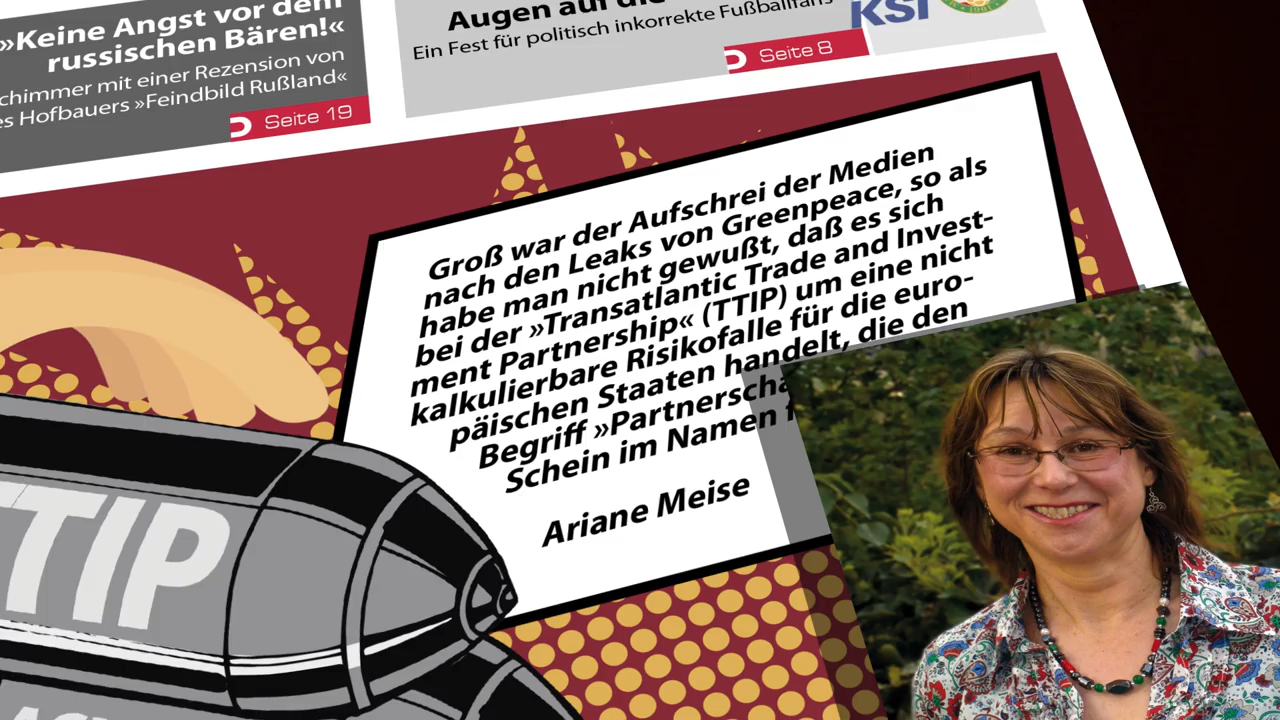 »Keine Angst vor dem
russischen Bären!«
chimmer mit einer Rezension von
es Hofbauers »Feindbild Rußland«
Seite 19
Augen auf die
Ein Fest für politisch inkorrekte Fußballfans
KSI
Seite 8
Groß war der Aufschrei der Medien
nach den Leaks von Greenpeace, so als
habe man nicht gewußt, daß es sich
bei der »Transatlantic Trade and Invest-
ment Partnership« (TTIP) um eine nicht
kalkulierbare Risikofalle für die euro-
päischen Staaten handelt, die den
Begriff »Partnerscha
Schein im Namen f
Ariane Meise
TTIP